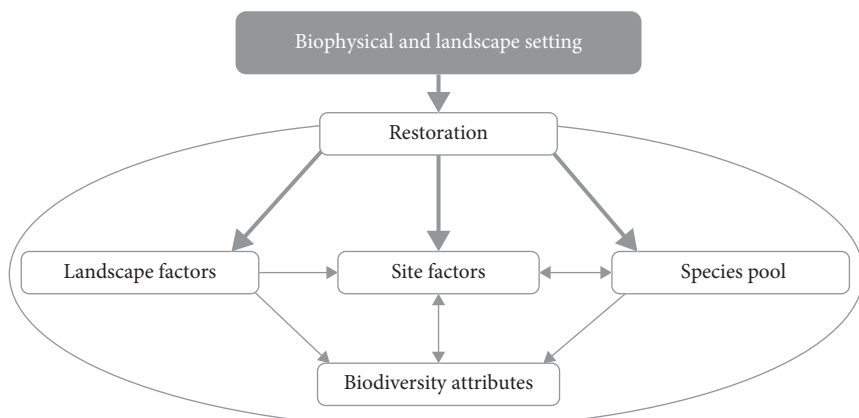 Biophysical and landscape setting
Restoration
Landscape factors
Site factors
Species pool
Biodiversity attributes